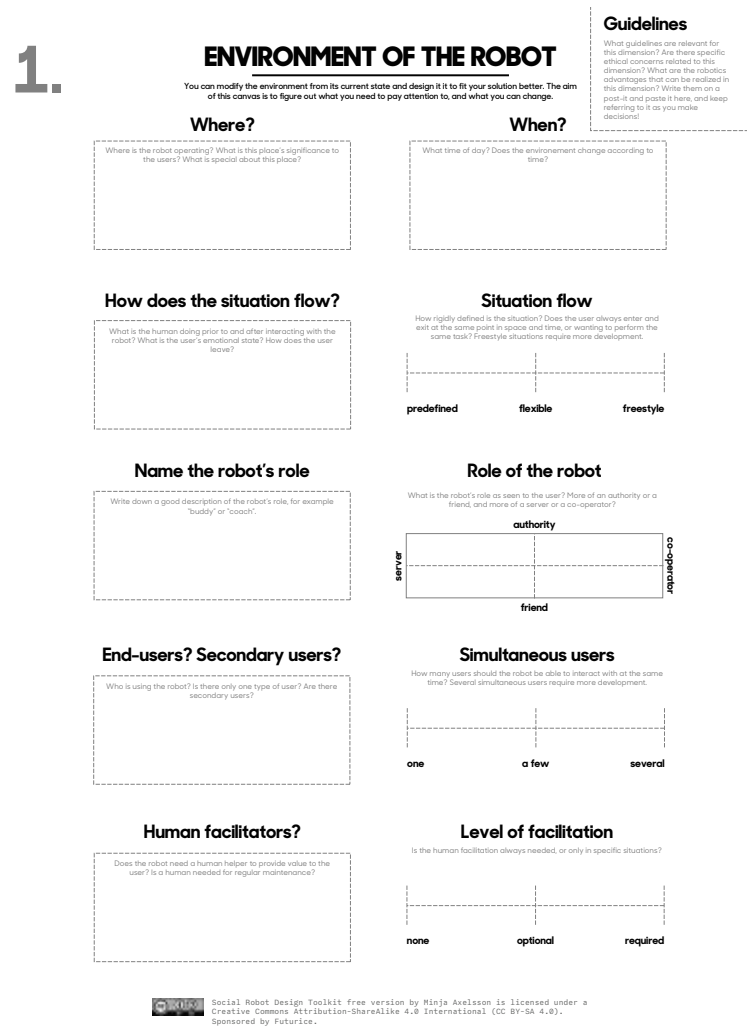 1.
ENVIRONMENT OF THE ROBOT
You can modify the environment from its current state and design it it to fit your solution better. The aim
of this canvas is to figure out what you need to pay attention to, and what you can change.
Guidelines
What guidelines are relevant for
this dimension? Are there specific
ethical concerns related to this
dimension? What are the robotics
advantages that can be realized in
this dimension? Write them on a
post-it and paste it here, and keep
referring to it as you make
decisions!
Where?
Where is the robot operating? What is this place's significance to
the users? What is special about this place?
When?
What time of day? Does the environement change according to
time?
How does the situation flow?
What is the human doing prior to and after interacting with the
robot? What is the user's emotional state? How does the user
leave?
Situation flow
How rigidly defined is the situation? Does the user always enter and
exit at the same point in space and time, or wanting to perform the
same task? Freestyle situations require more development.
predefined
flexible
freestyle
Name the robot's role
Write down a good description of the robot's role, for example
"buddy" or "coach".
Role of the robot
What is the robot's role as seen to the user? More of an authority or a
friend, and more of a server or a co-operator?
authority
server
co-operator
friend
End-users? Secondary users?
Who is using the robot? Is there only one type of user? Are there
secondary users?
Simultaneous users
How many users should the robot be able to interact with at the same
time? Several simultaneous users require more development.
one
a few
several
Human facilitators?
Does the robot need a human helper to provide value to the
user? Is a human needed for regular maintenance?
Level of facilitation
Is the human facilitation always needed, or only in specific situations?
none
optional
required
Social Robot Design Toolkit free version by Minja Axelsson is licensed under a
Creative Commons Attribution-ShareAlike 4.0 International (CC BY-SA 4.0).
Sponsored by Futurice.